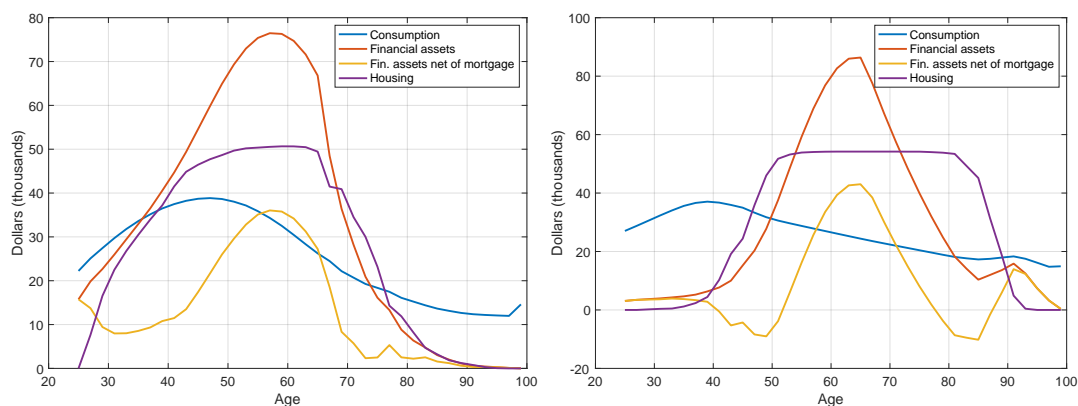 80
70
60
50
40
30
20
10
0
Dollars (thousands)
20 30 40 50 60 70 80 90 100
Age
Consumption
Financial assets
Fin. assets net of mortgage
Housing
100
80
60
40
20
0
-20
Dollars (thousands)
20 30 40 50 60 70 80 90 100
Age
Consumption
Financial assets
Fin. assets net of mortgage
Housing